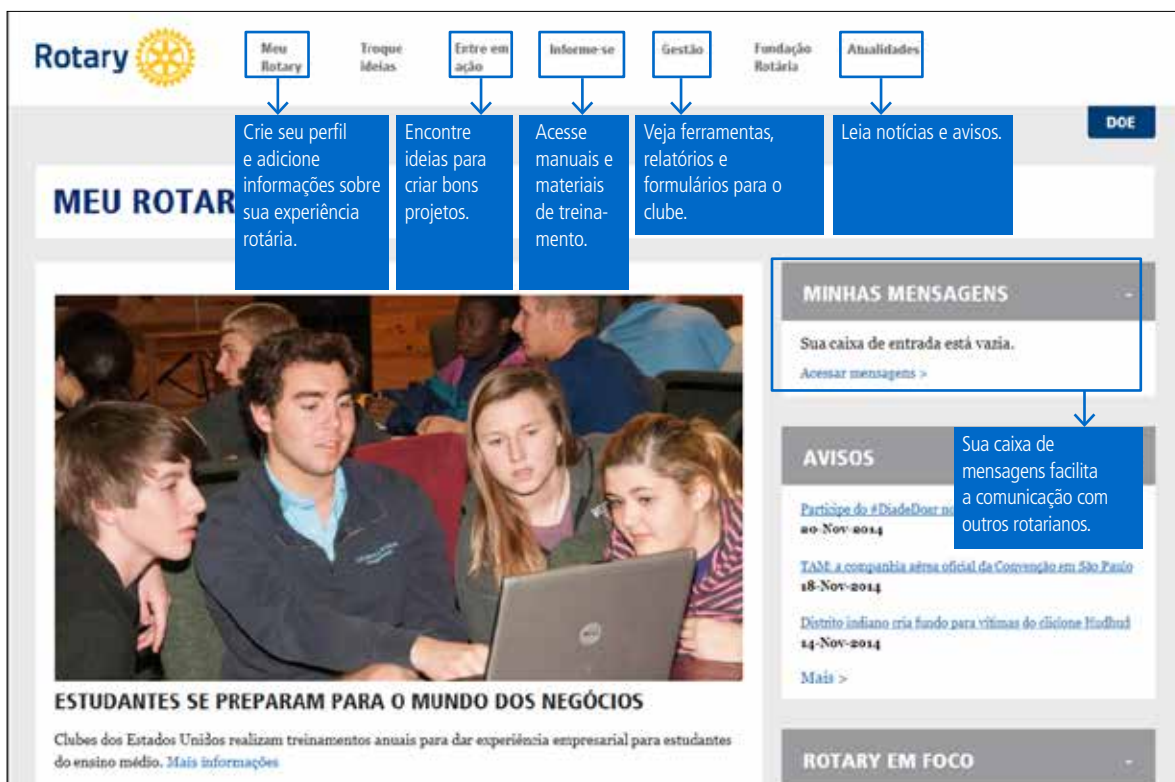 Rotary
Meu
Rotary
Troque
ideias
Entre em
ação
Informe-se
Gestão
Fundação
Rotária
Atualidades
Crie seu perfil
e adicione
informações sobre
sua experiência
rotária.
Encontre
ideias para
criar bons
projetos.
Acesse
manuais e
materiais
de treina-
mento.
Veja ferramentas,
relatórios e
formulários para o
clube.
Leia notícias e avisos.
DOE
MEU ROTAR
MINHAS MENSAGENS -
Sua caixa de entrada está vazia.
Acessar mensagens >
Sua caixa de
mensagens facilita
a comunicação com
outros rotarianos.
AVISOS
Participe do #DiadeDoar no
20-Nov-2014
TAM: a companhia aérea oficial da Convenção em São Paulo
18-Nov-2014
Distrito indiano cria fundo para vítimas do cliclone Hudhud
14-Nov-2014
Mais >
ESTUDANTES SE PREPARAM PARA O MUNDO DOS NEGÓCIOS
Clubes dos Estados Unidos realizam treinamentos anuais para dar experiência empresarial para estudantes
do ensino médio. Mais informações
ROTARY EM FOCO -